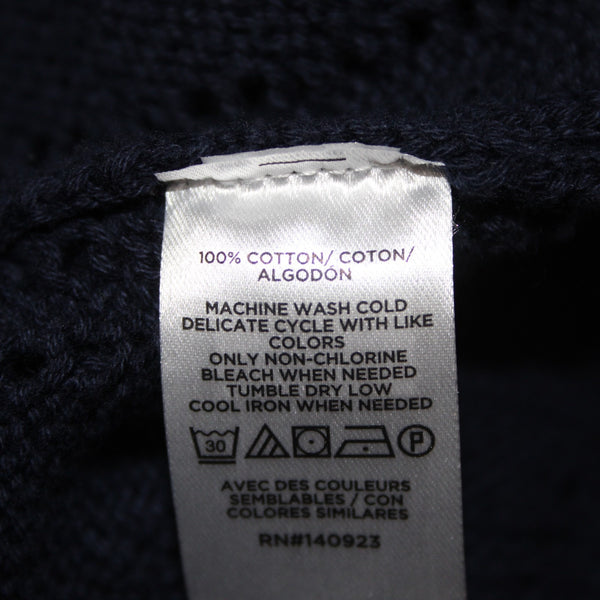 100% COTTON/ COTON/
ALGODÓN
MACHINE WASH COLD
DELICATE CYCLE WITH LIKE
COLORS
ONLY NON-CHLORINE
BLEACH WHEN NEEDED
TUMBLE DRY LOW
COOL IRON WHEN NEEDED
30 P
AVEC DES COULEURS
SEMBLABLES/ CON
COLORES SIMILARES
RN#140923